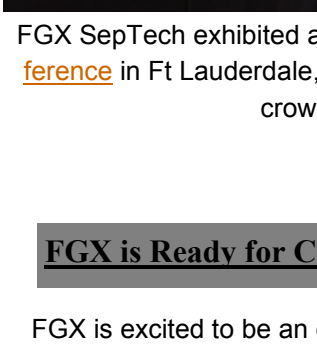 FGX SepTech exhibited a
ference in Ft Lauderdale,
crow
FGX is Ready for C
FGX is excited to be an